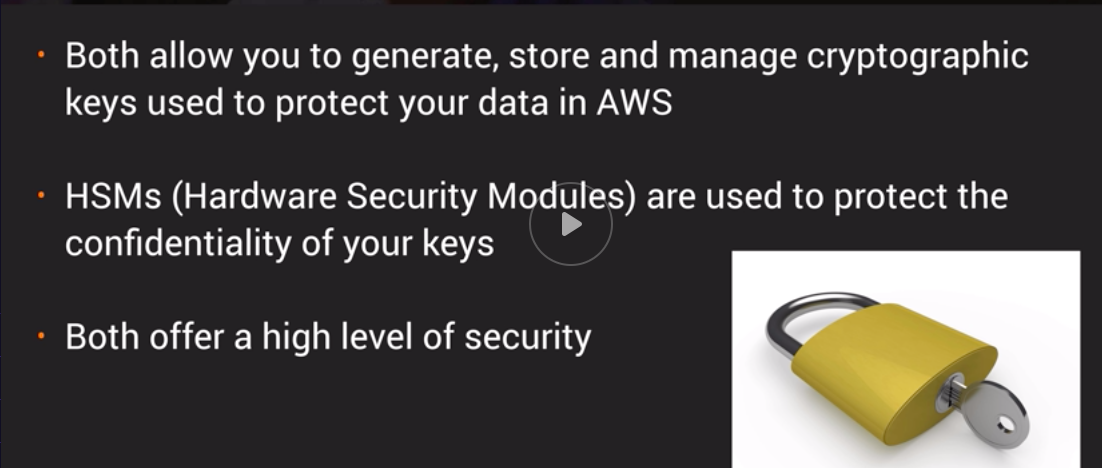 • Both allow you to generate, store and manage cryptographic
keys used to protect your data in AWS
• HSMs (Hardware Security Modules) are used to protect the
confidentiality of your keys
• Both offer a high level of security